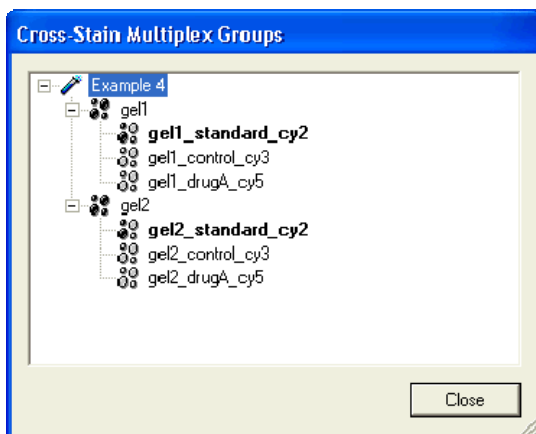 Cross-Stain Multiplex Groups
Example 4
gel1
gel1_standard_cy2
gel1_control_cy3
gel1_drugA_cy5
gel2
gel2_standard_cy2
gel2_control_cy3
gel2_drugA_cy5
Close